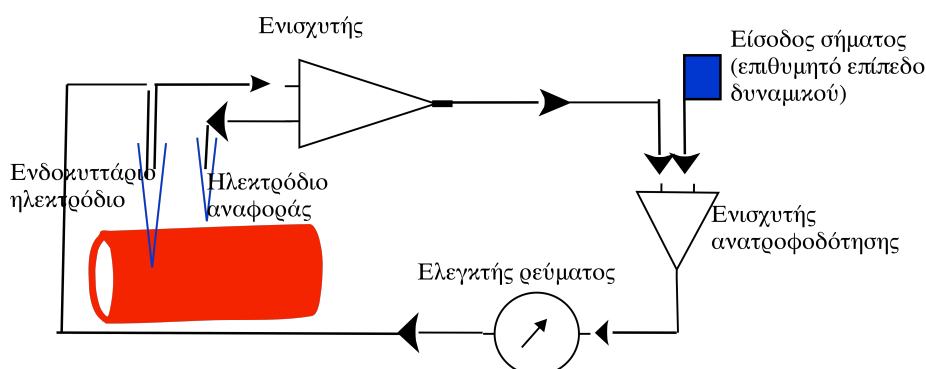 Ενισχυτής
Είσοδος σήματος
(επιθυμητό επίπεδο
δυναμικού)
Ενδοκυττάριο
ηλεκτρόδιο
Ηλεκτρόδιο
αναφοράς
Ενισχυτής
ανατροφοδότησης
Ελεγκτής ρεύματος